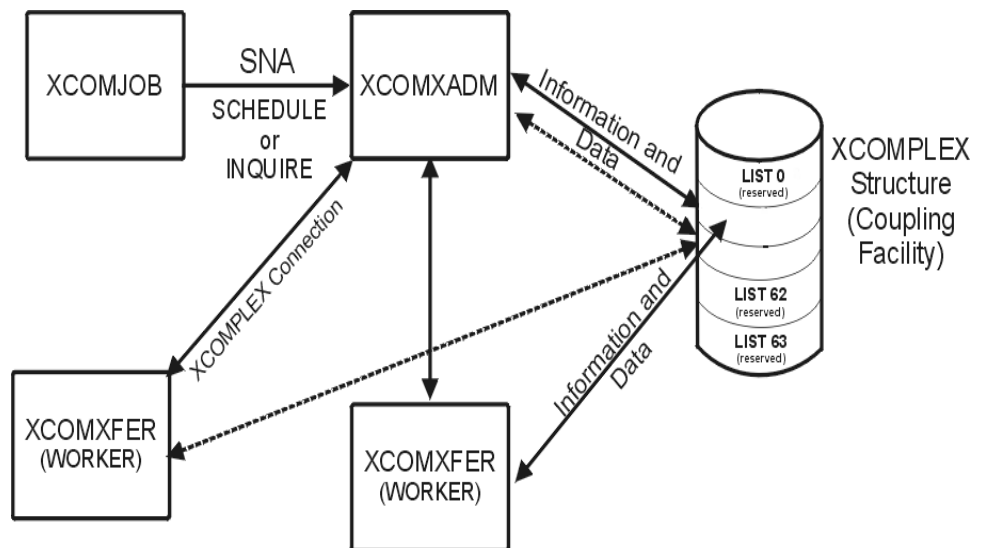 XCOMJOB
SNA
SCHEDULE
or
INQUIRE
XCOMXADM
Information and
Data
XCOMPLEX
Structure
(Coupling
Facility)
LIST 0
(reserved)
LIST 62
(reserved)
LIST 63
(reserved)
XCOMPLEX Connection
Information and
Data
XCOMXFER
(WORKER)
XCOMXFER
(WORKER)